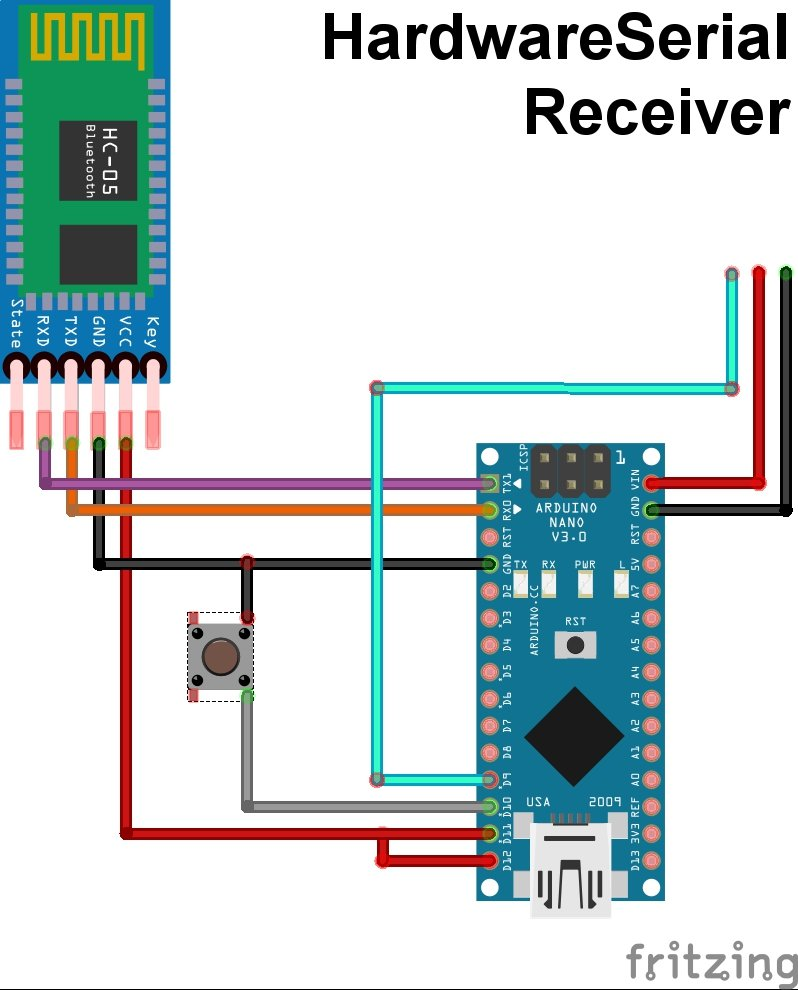 HardwareSerial
Receiver
HC-05
Bluetooth
State
RXD
TXD
GND
VCC
Key
ICSP
1
TX1
RX0
RST
GND
D2
D3
D4
D5
D6
D7
D8
D9
D10
D11
D12
VIN
GND
RST
5V
A7
A6
A5
A4
A3
A2
A1
A0
REF
3V3
D13
ARDUINO
NANO
V3.0
TX RX PWR L
ARDUINO.CC
RST
USA 2009
fritzing